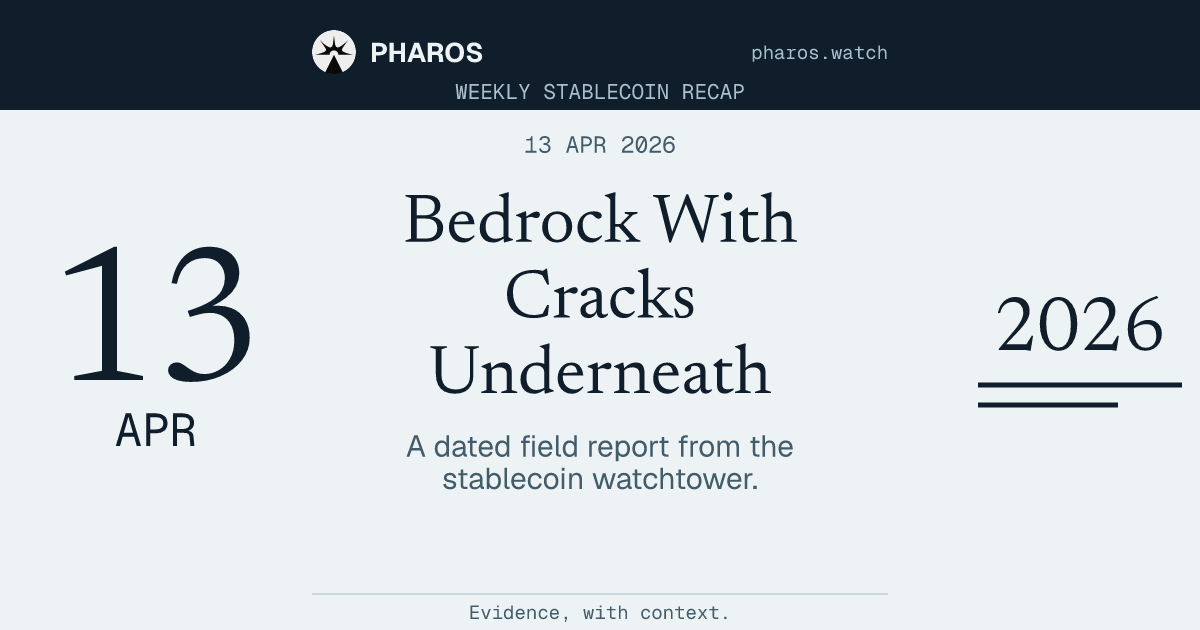 PHAROS
pharos.watch
WEEKLY STABLECOIN RECAP
13 APR 2026
Bedrock With
Cracks
Underneath
13
APR
2026
A dated field report from the
stablecoin watchtower.
Evidence, with context.